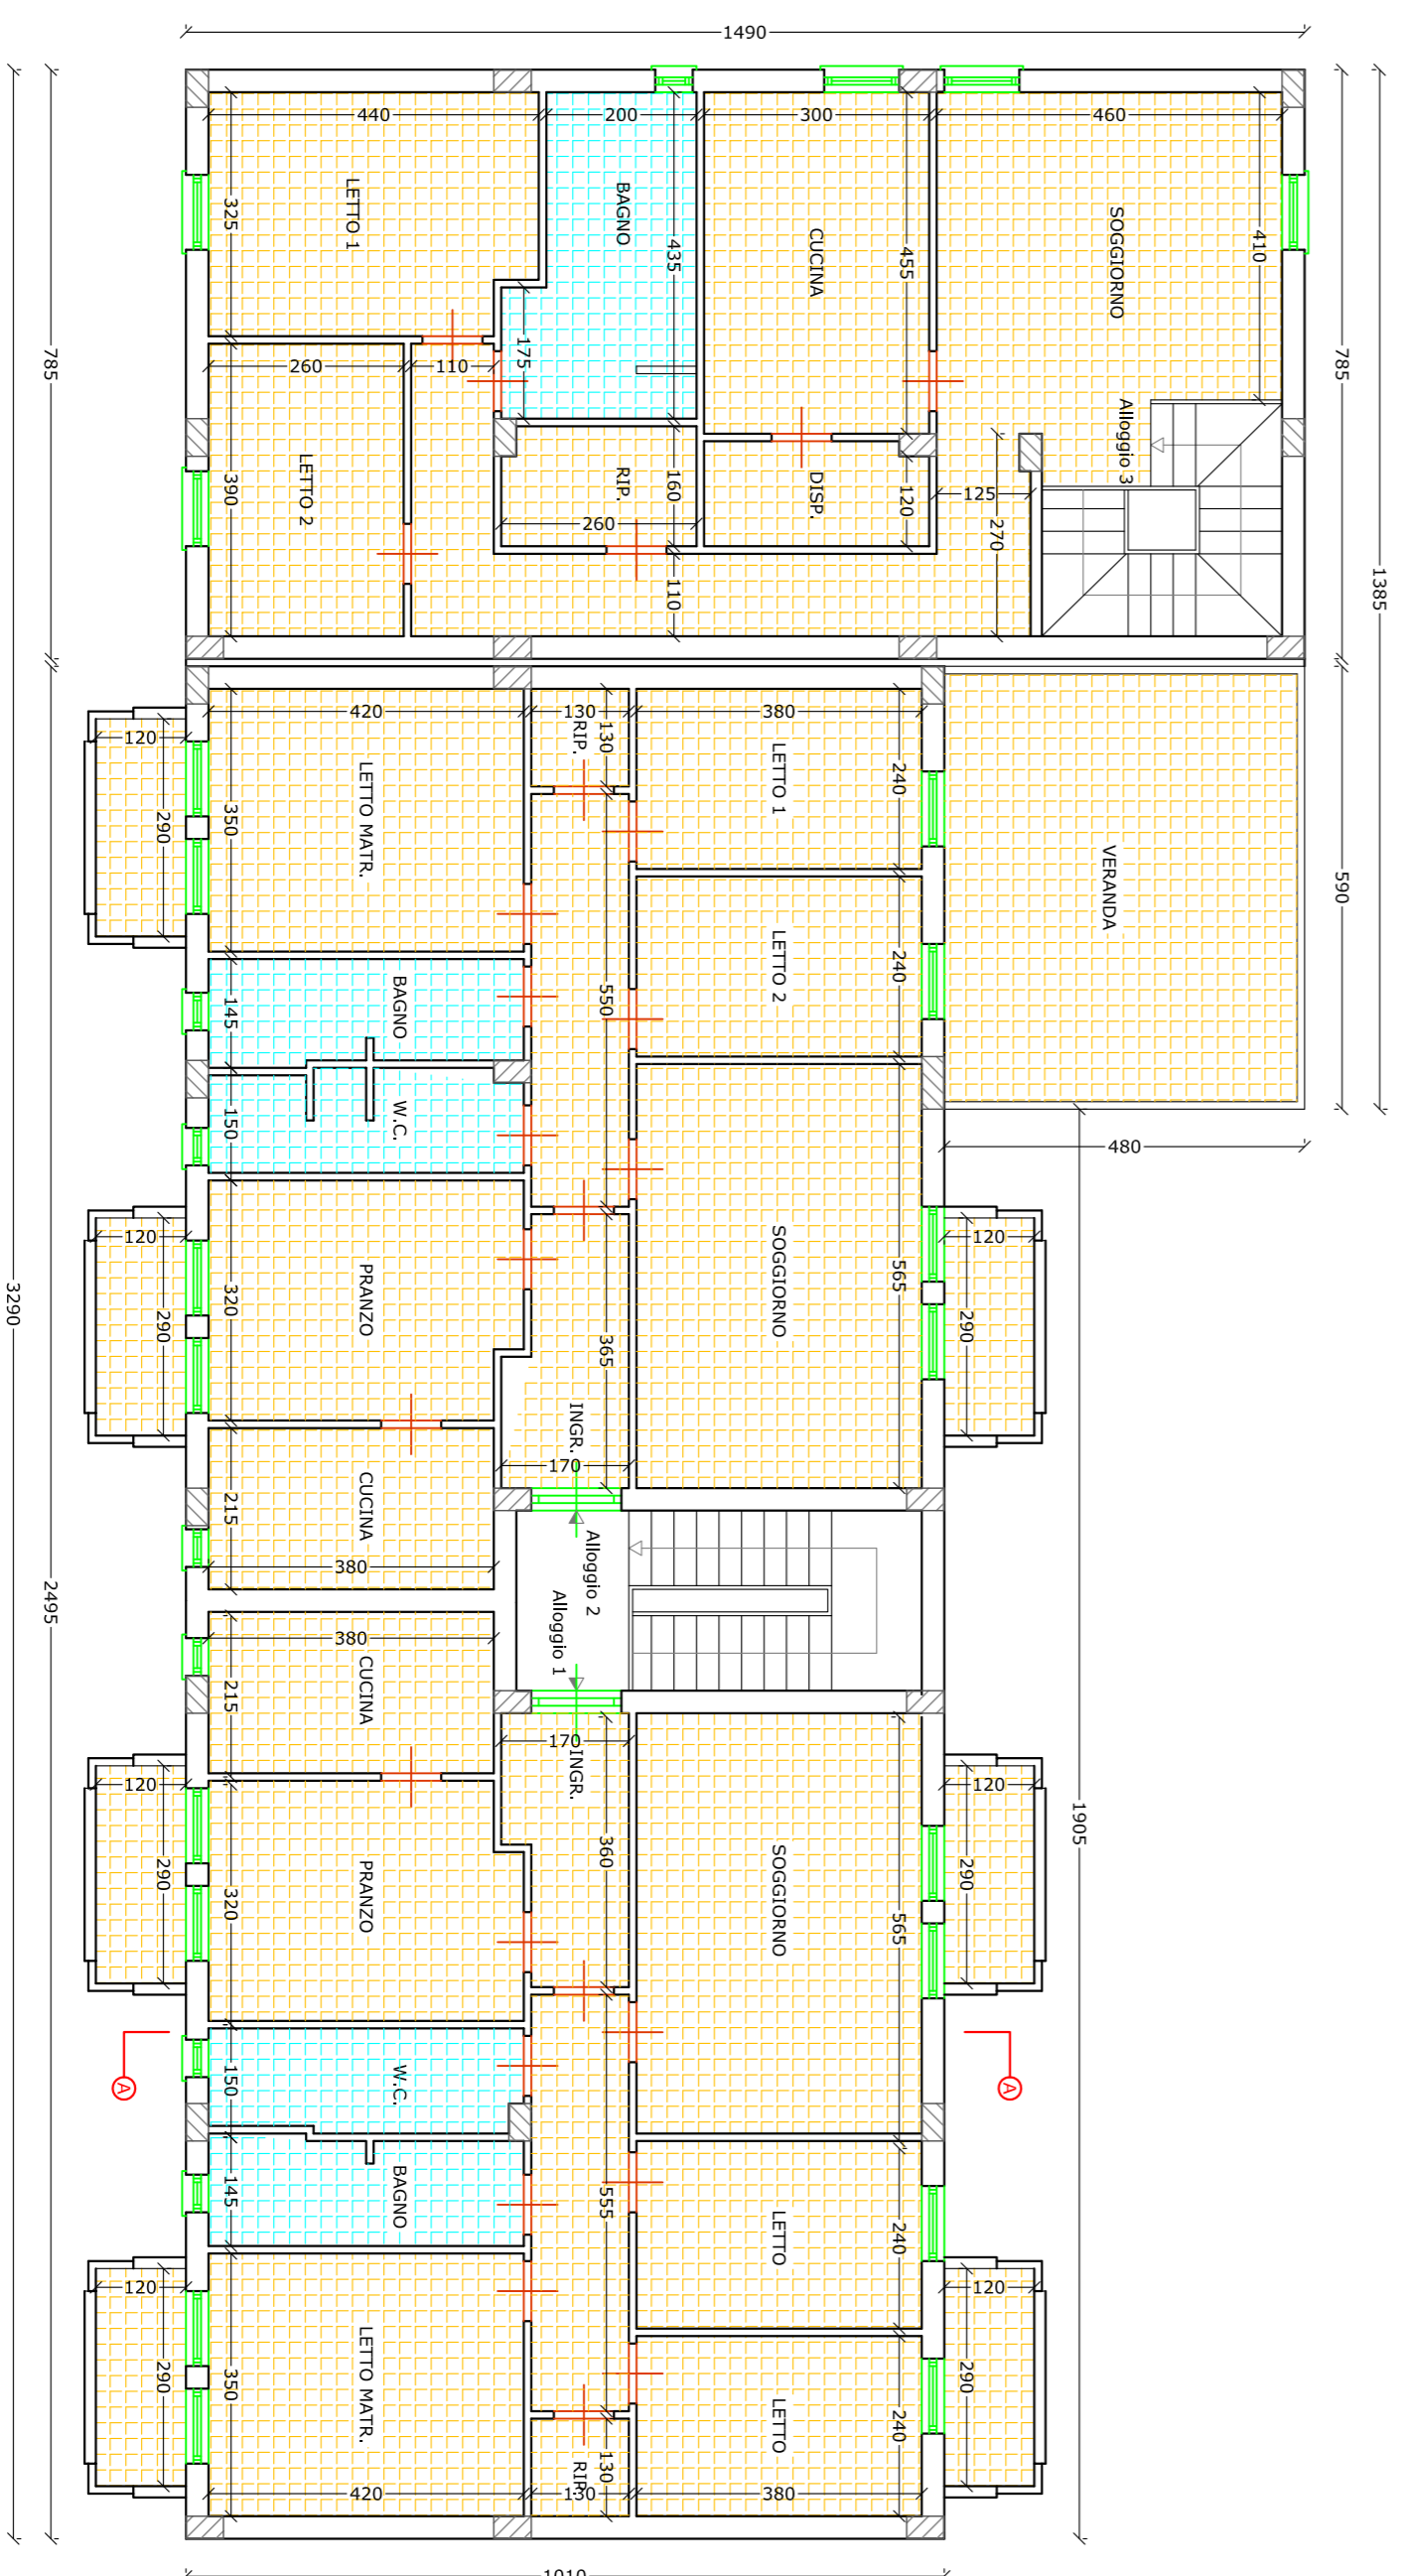 1490
3290
785
2495
785
590
1385
440
200
300
460
325
LETTO 1
BAGNO
435
CUCINA
455
SOGGIORNO
410
175
260
110
390
LETTO 2
RIP.
160
260
DISP.
120
125
270
110
Alloggio 3
420
130
380
130
RIP.
LETTO 1
240
120
290
350
LETTO MATR.
VERANDA
LETTO 2
240
550
145
BAGNO
150
W.C.
480
120
290
320
PRANZO
SOGGIORNO
565
120
290
365
INGR.
170
215
CUCINA
380
Alloggio 2
Alloggio 1
380
CUCINA
215
170
INGR.
120
290
320
PRANZO
360
SOGGIORNO
565
120
290
1905
A
A
150
W.C.
145
BAGNO
555
LETTO
240
120
290
350
LETTO MATR.
LETTO
240
120
290
130
RIP.
420
130
380
1010